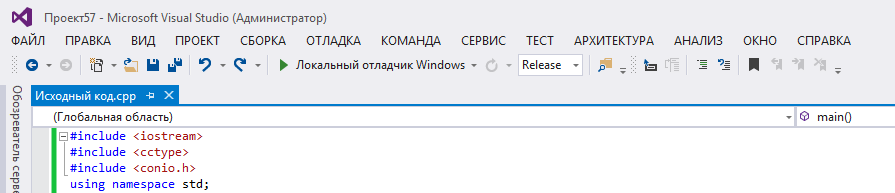 Проект57 - Microsoft Visual Studio (Администратор)
ФАЙЛ ПРАВКА ВИД ПРОЕКТ СБОРКА ОТЛАДКА КОМАНДА СЕРВИС ТЕСТ АРХИТЕКТУРА АНАЛИЗ ОКНО СПРАВКА
Локальный отладчик Windows Release
Обозреватель сервер
Исходный код.cpp
(Глобальная область) main()
#include <iostream>
#include <cctype>
#include <conio.h>
using namespace std;